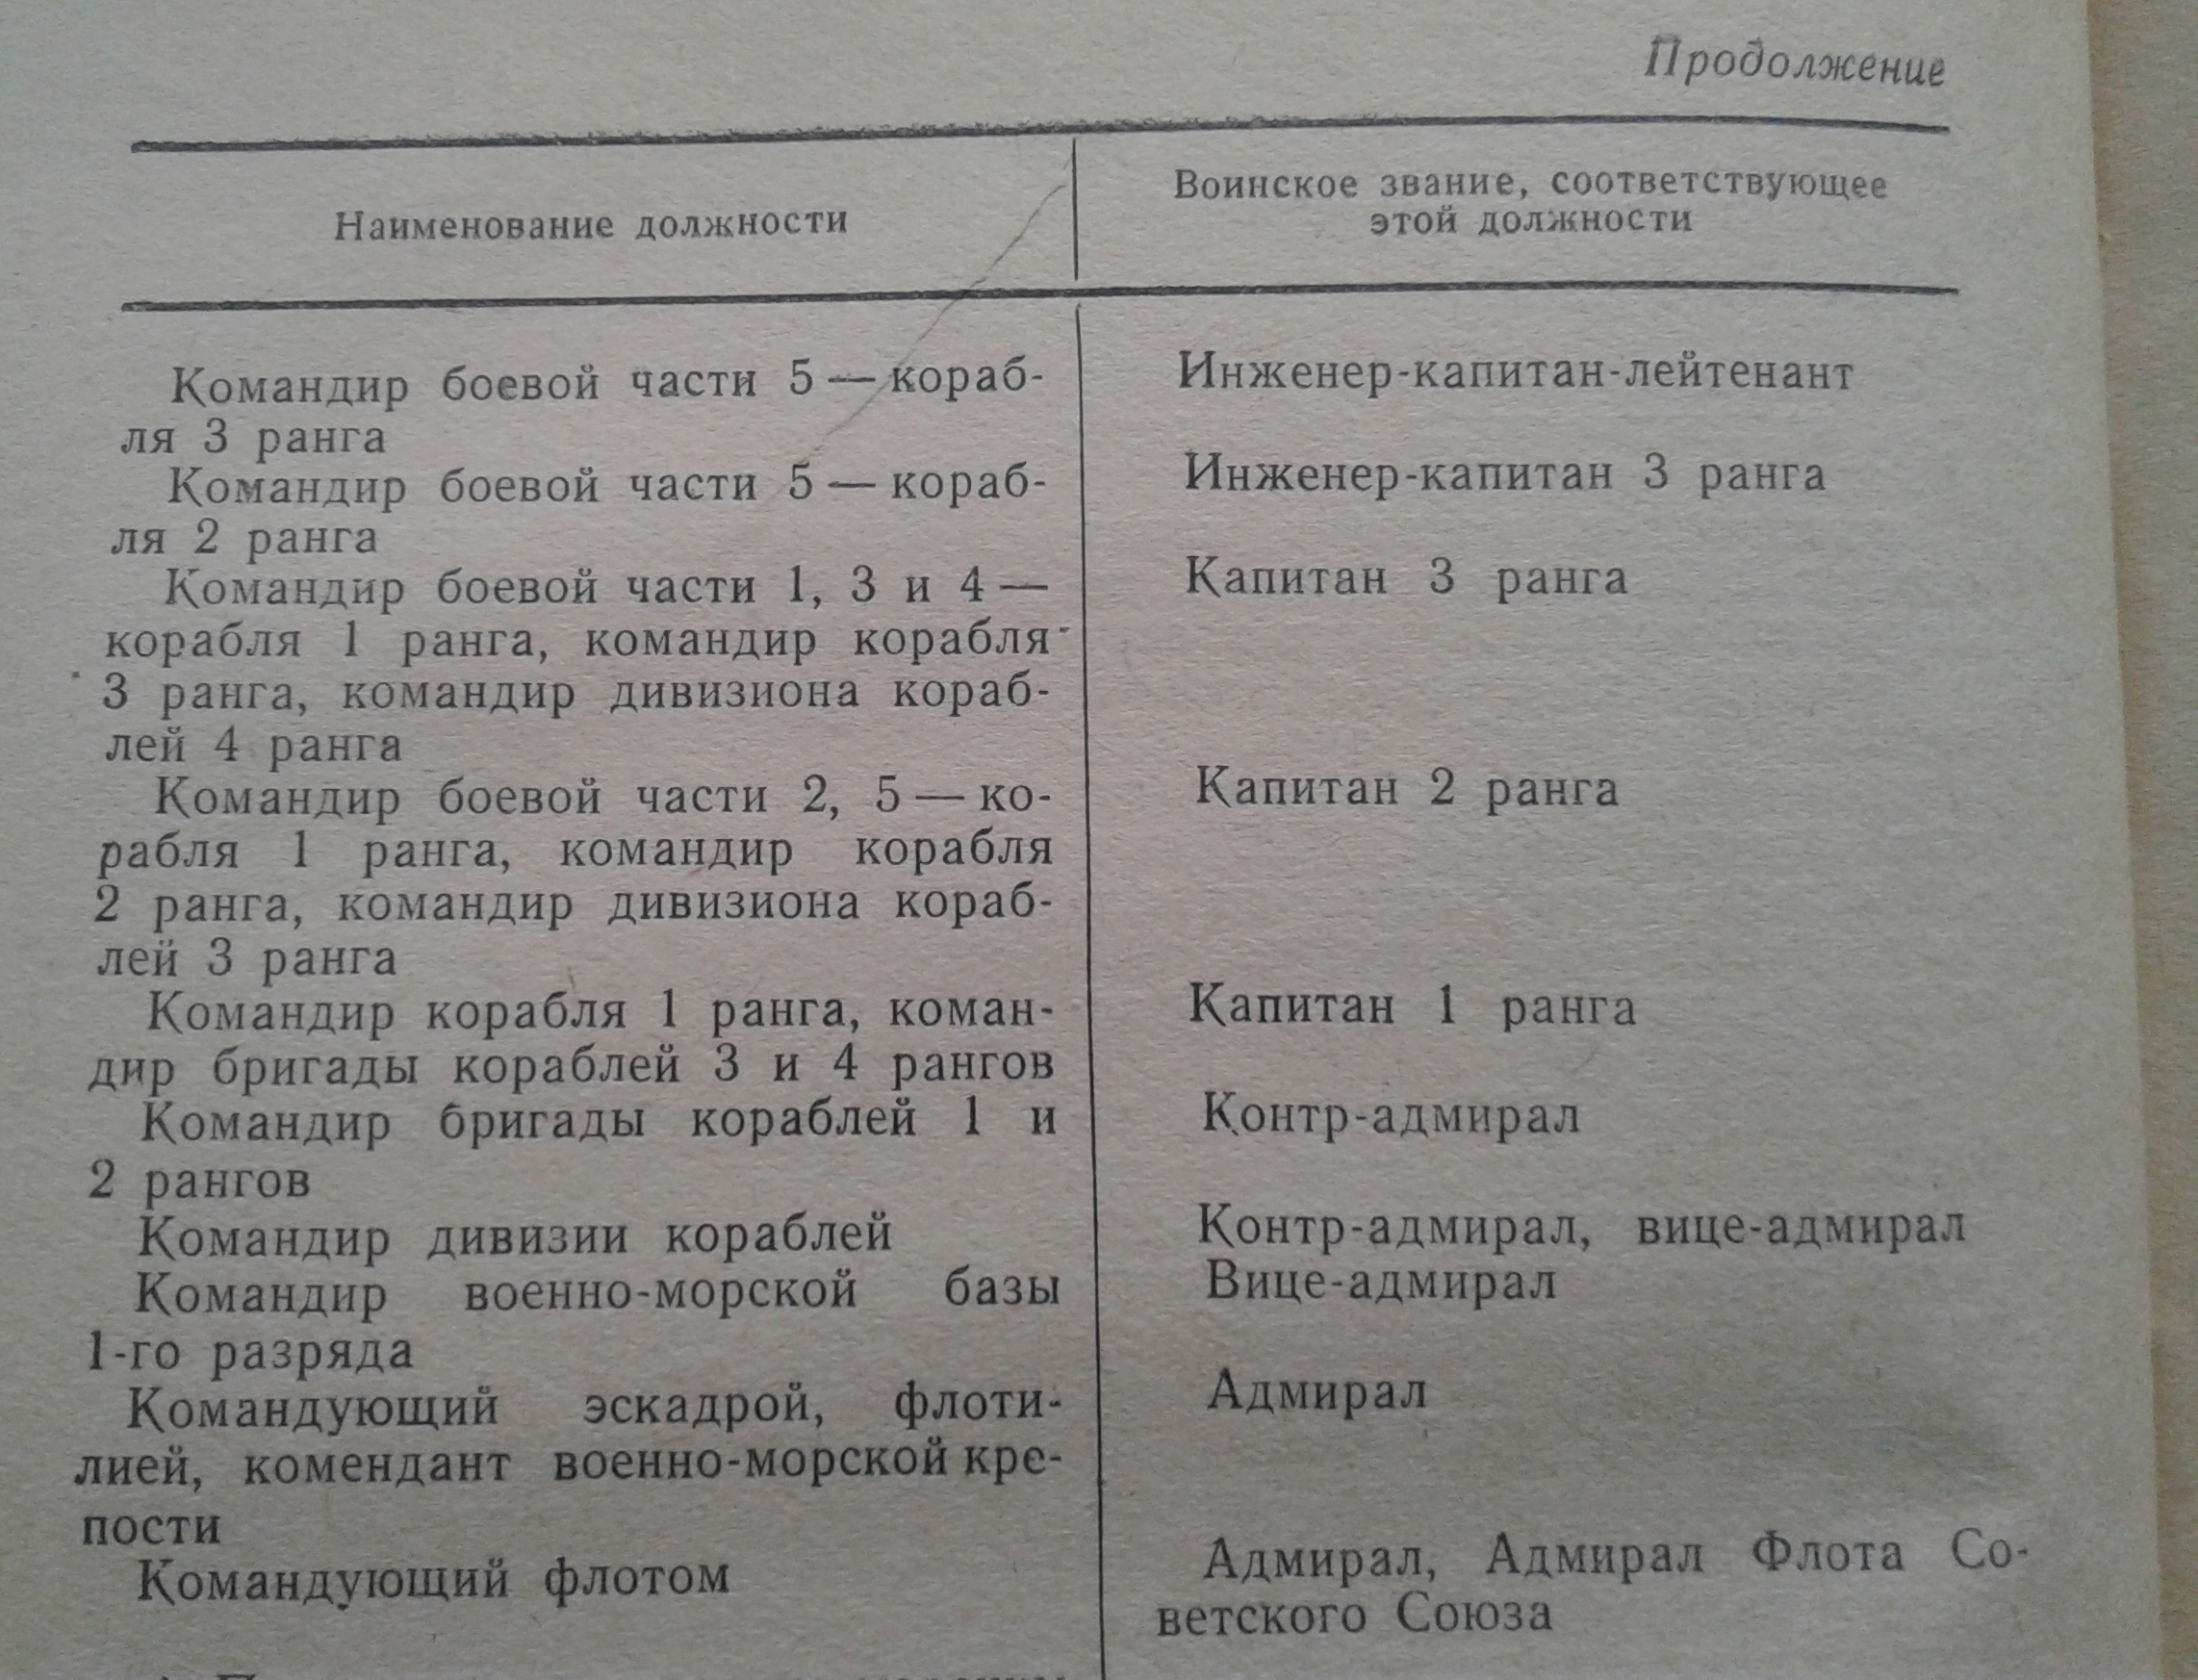 Продолжение
Наименование должности
Воинское звание, соответствующее
этой должности
Командир боевой части 5 — кораб-
ля 3 ранга
Инженер-капитан-лейтенант
Командир боевой части 5 — кораб-
ля 2 ранга
Инженер-капитан 3 ранга
Командир боевой части 1, 3 и 4 —
корабля 1 ранга, командир корабля
3 ранга, командир дивизиона кораб-
лей 4 ранга
Капитан 3 ранга
Командир боевой части 2, 5 — ко-
рабля 1 ранга, командир корабля
2 ранга, командир дивизиона кораб-
лей 3 ранга
Капитан 2 ранга
Командир корабля 1 ранга, коман-
дир бригады кораблей 3 и 4 рангов
Капитан 1 ранга
Командир бригады кораблей 1 и
2 рангов
Контр-адмирал
Командир дивизии кораблей
Контр-адмирал, вице-адмирал
Командир военно-морской базы
1-го разряда
Вице-адмирал
Командующий эскадрой, флоти-
лией, комендант военно-морской кре-
пости
Адмирал
Командующий флотом
Адмирал, Адмирал Флота Со-
ветского Союза